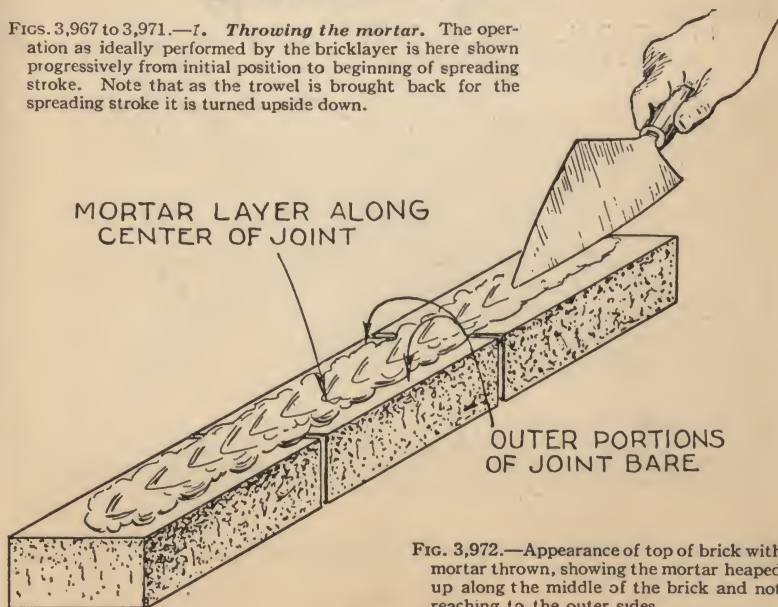 FIGS. 3,967 to 3,971.—1. Throwing the mortar. The oper-
ation as ideally performed by the bricklayer is here shown
progressively from initial position to beginning of spreading
stroke. Note that as the trowel is brought back for the
spreading stroke it is turned upside down.
MORTAR LAYER ALONG
CENTER OF JOINT
OUTER PORTIONS
OF JOINT BARE
FIG. 3,972.—Appearance of top of brick with
mortar thrown, showing the mortar heaped
up along the middle of the brick and not
reaching to the outer sides